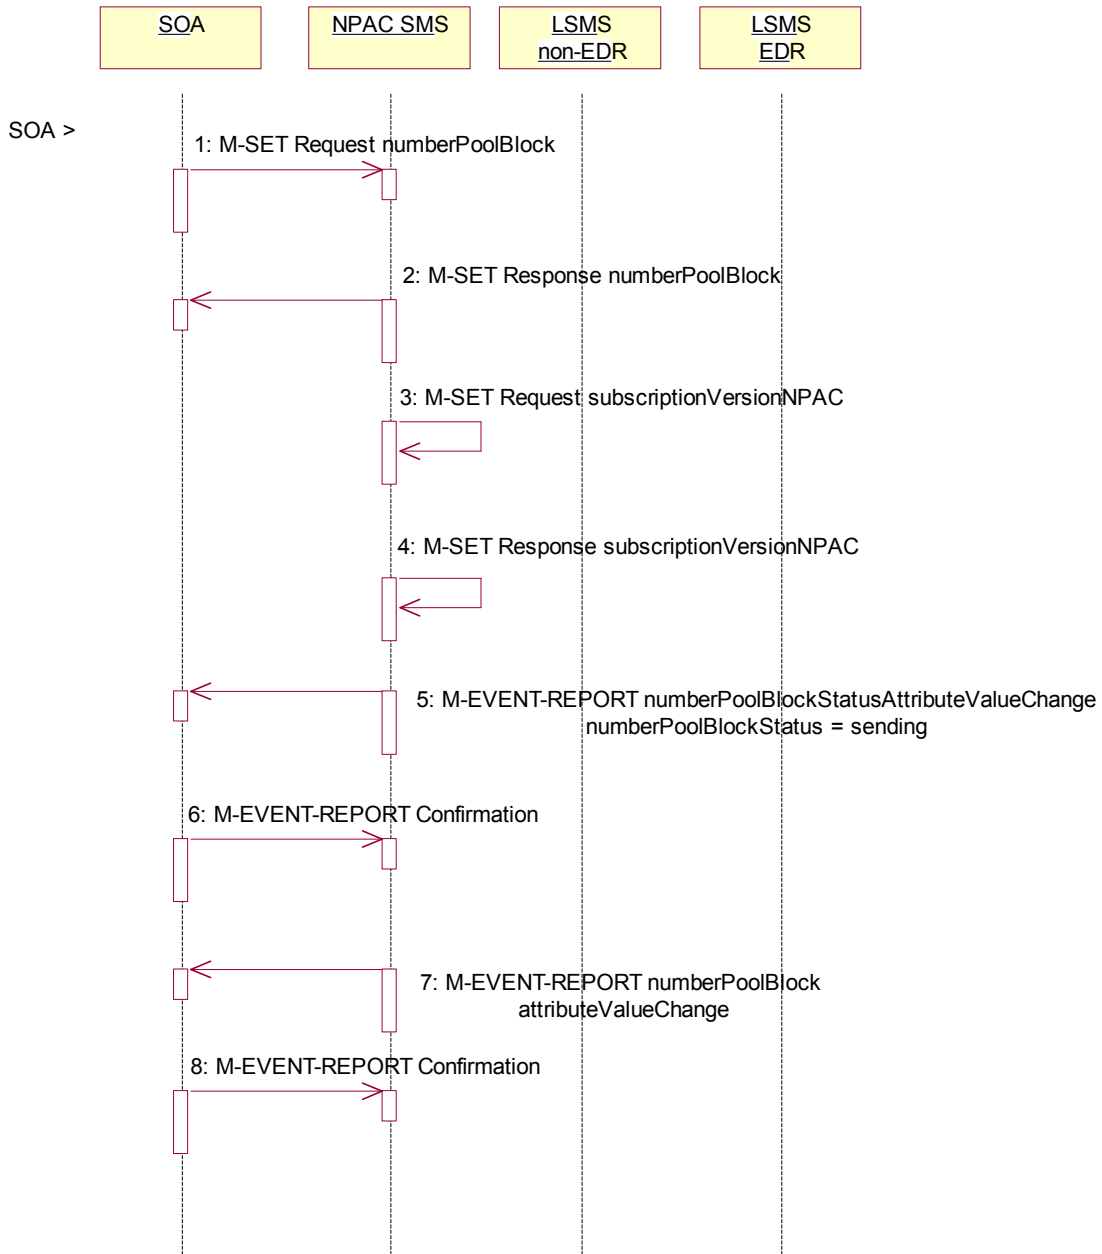 SOA
NPAC SMS
LSMS
non-EDR
LSMS
EDR
SOA >
1: M-SET Request numberPoolBlock
2: M-SET Response numberPoolBlock
3: M-SET Request subscriptionVersionNPAC
4: M-SET Response subscriptionVersionNPAC
5: M-EVENT-REPORT numberPoolBlockStatusAttributeValueChange
numberPoolBlockStatus = sending
6: M-EVENT-REPORT Confirmation
7: M-EVENT-REPORT numberPoolBlock
attributeValueChange
8: M-EVENT-REPORT Confirmation